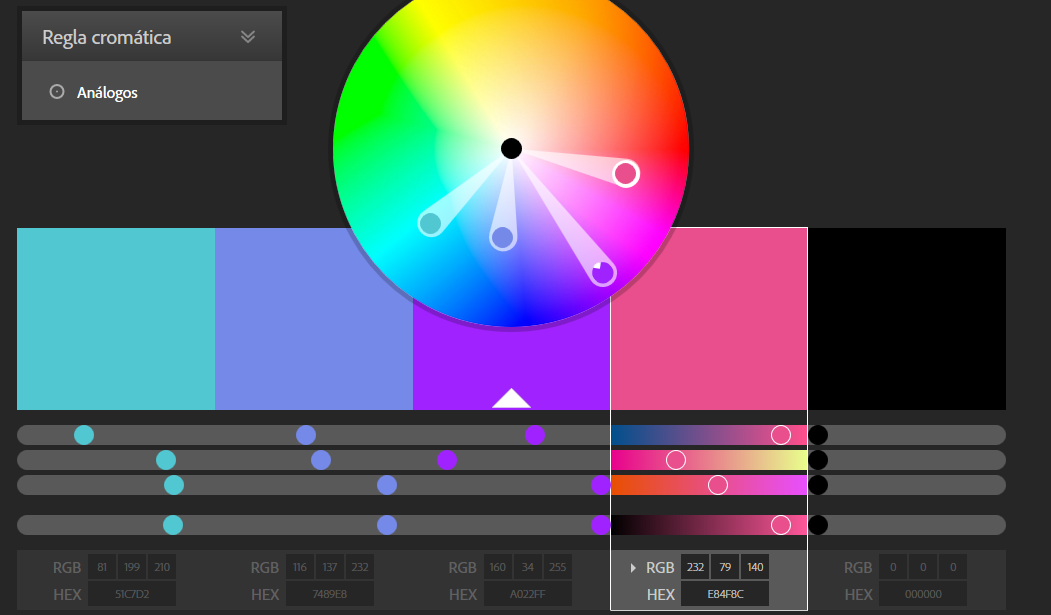 Regla cromática
Análogos
RGB 81 199 210 RGB 116 137 232 RGB 160 34 255 RGB 232 79 140 RGB 0 0 0
HEX 51C7D2 HEX 7489E8 HEX A022FF HEX E84F8C HEX 000000